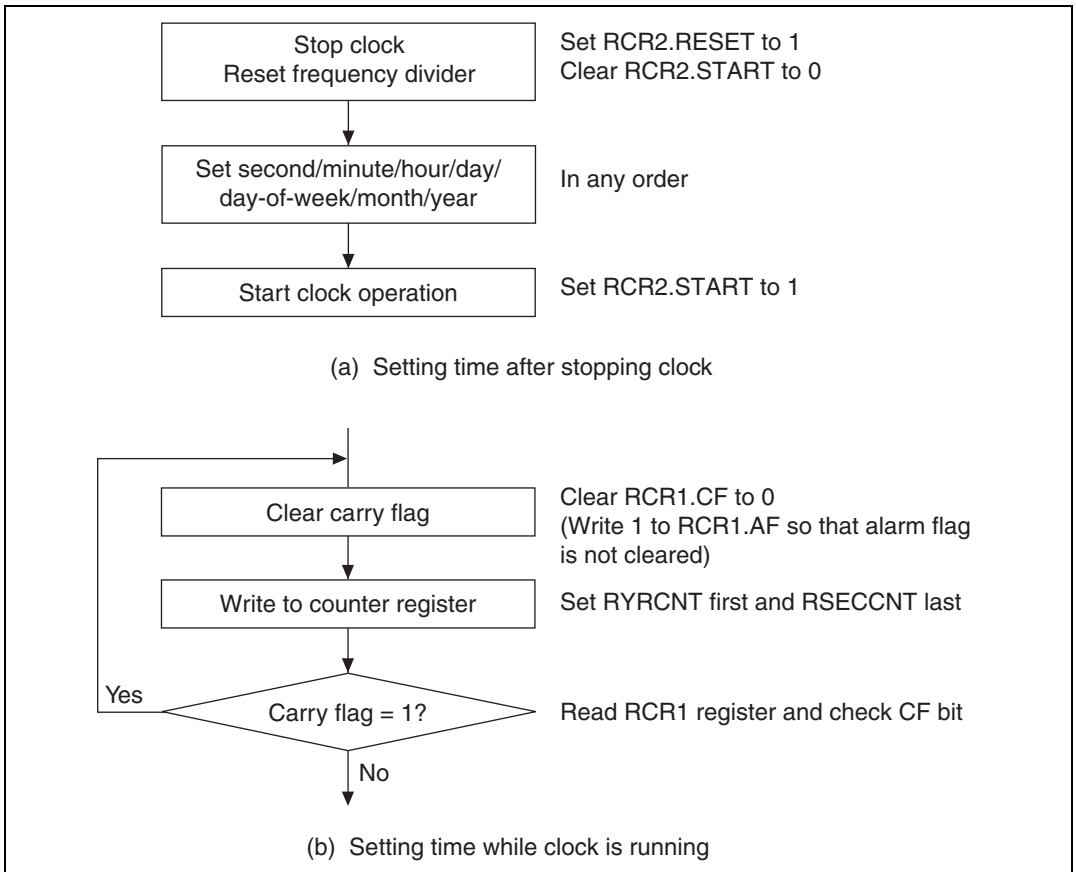 Stop clock
Reset frequency divider
Set RCR2.RESET to 1
Clear RCR2.START to 0
Set second/minute/hour/day/
day-of-week/month/year
In any order
Start clock operation
Set RCR2.START to 1
(a) Setting time after stopping clock
Clear carry flag
Clear RCR1.CF to 0
(Write 1 to RCR1.AF so that alarm flag
is not cleared)
Write to counter register
Set RYRCNT first and RSECCNT last
Yes
Carry flag = 1?
Read RCR1 register and check CF bit
No
(b) Setting time while clock is running